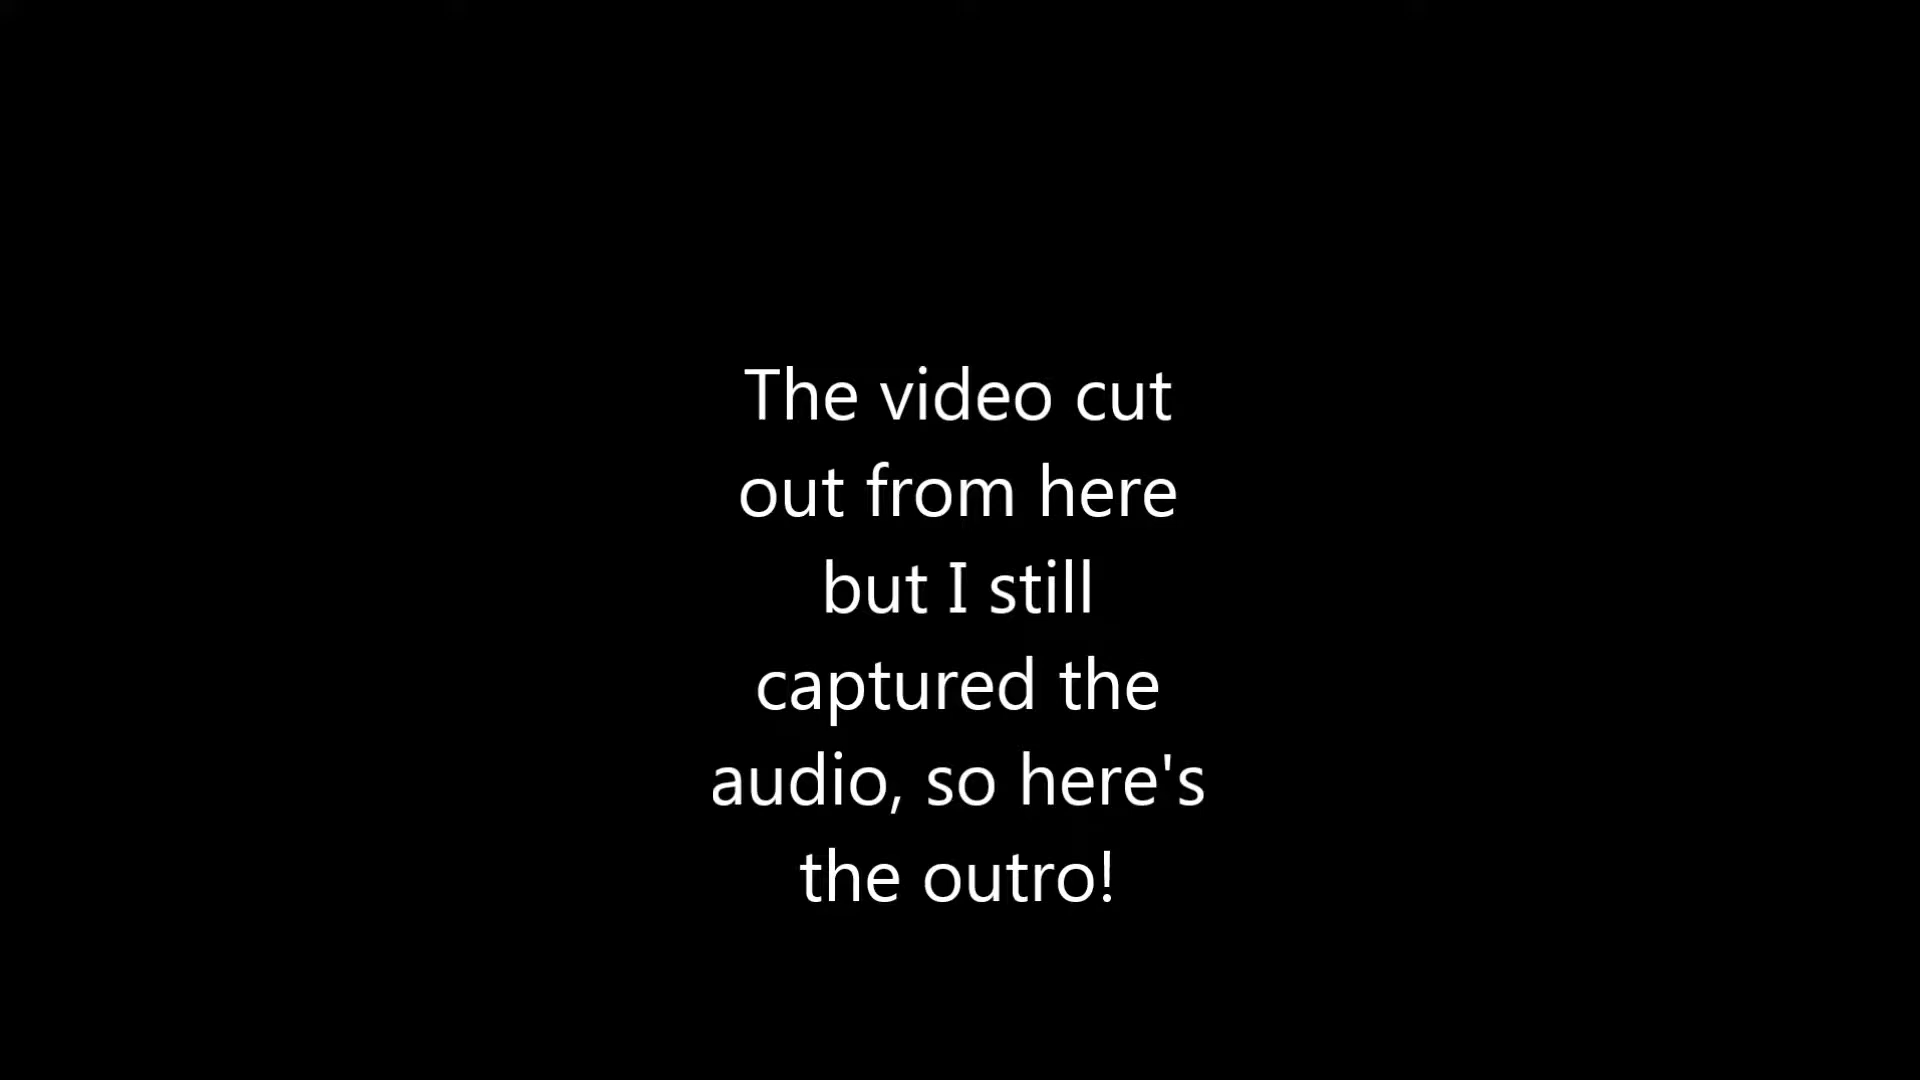 The video cut
out from here
but I still
captured the
audio, so here's
the outro!